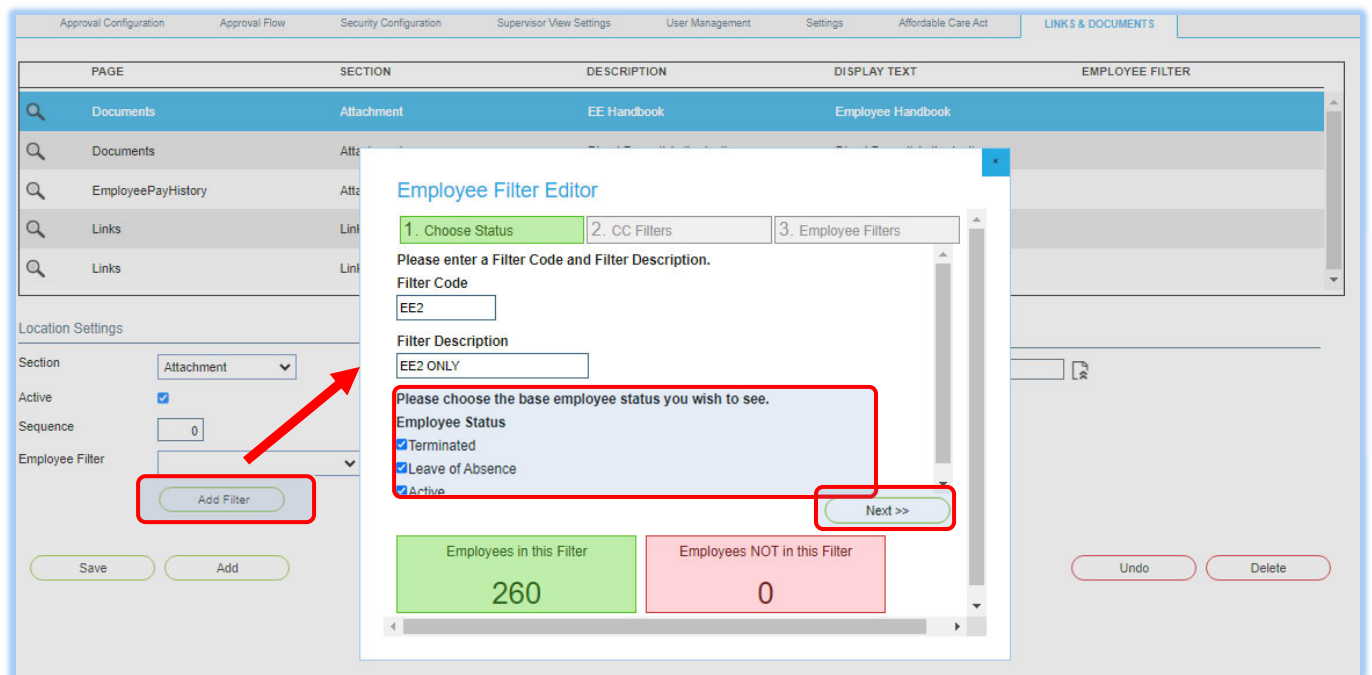 Approval Configuration Approval Flow Security Configuration Supervisor View Settings User Management Settings Affordable Care Act LINKS & DOCUMENTS
PAGE SECTION DESCRIPTION DISPLAY TEXT EMPLOYEE FILTER
Documents Attachment EE Handbook Employee Handbook
Documents
EmployeePayHistory
Links
Links
×
Employee Filter Editor
1. Choose Status 2. CC Filters 3. Employee Filters
Please enter a Filter Code and Filter Description.
Filter Code
EE2
Filter Description
EE2 ONLY
Please choose the base employee status you wish to see.
Employee Status
Terminated
Leave of Absence
Active
Next >>
Employees in this Filter
260
Employees NOT in this Filter
0
Location Settings
Section Attachment
Active
Sequence 0
Employee Filter
Add Filter
Save Add Undo Delete